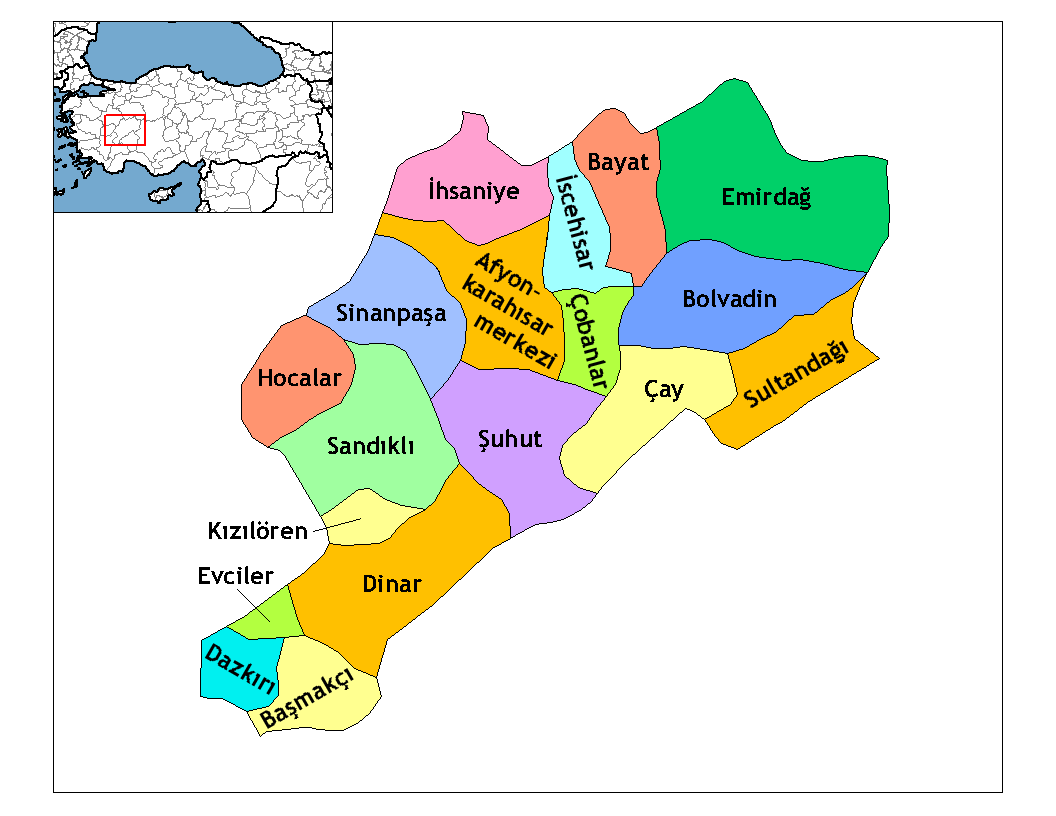 Bayat
İhsaniye
İscehisar
Emirdağ
Afyon-
karahısar
merkezi
Bolvadin
Sinanpaşa
Çobanlar
Sultandağı
Hocalar
Çay
Şuhut
Sandıklı
Kızılören
Evciler
Dinar
Dazkırı
Başmakçı